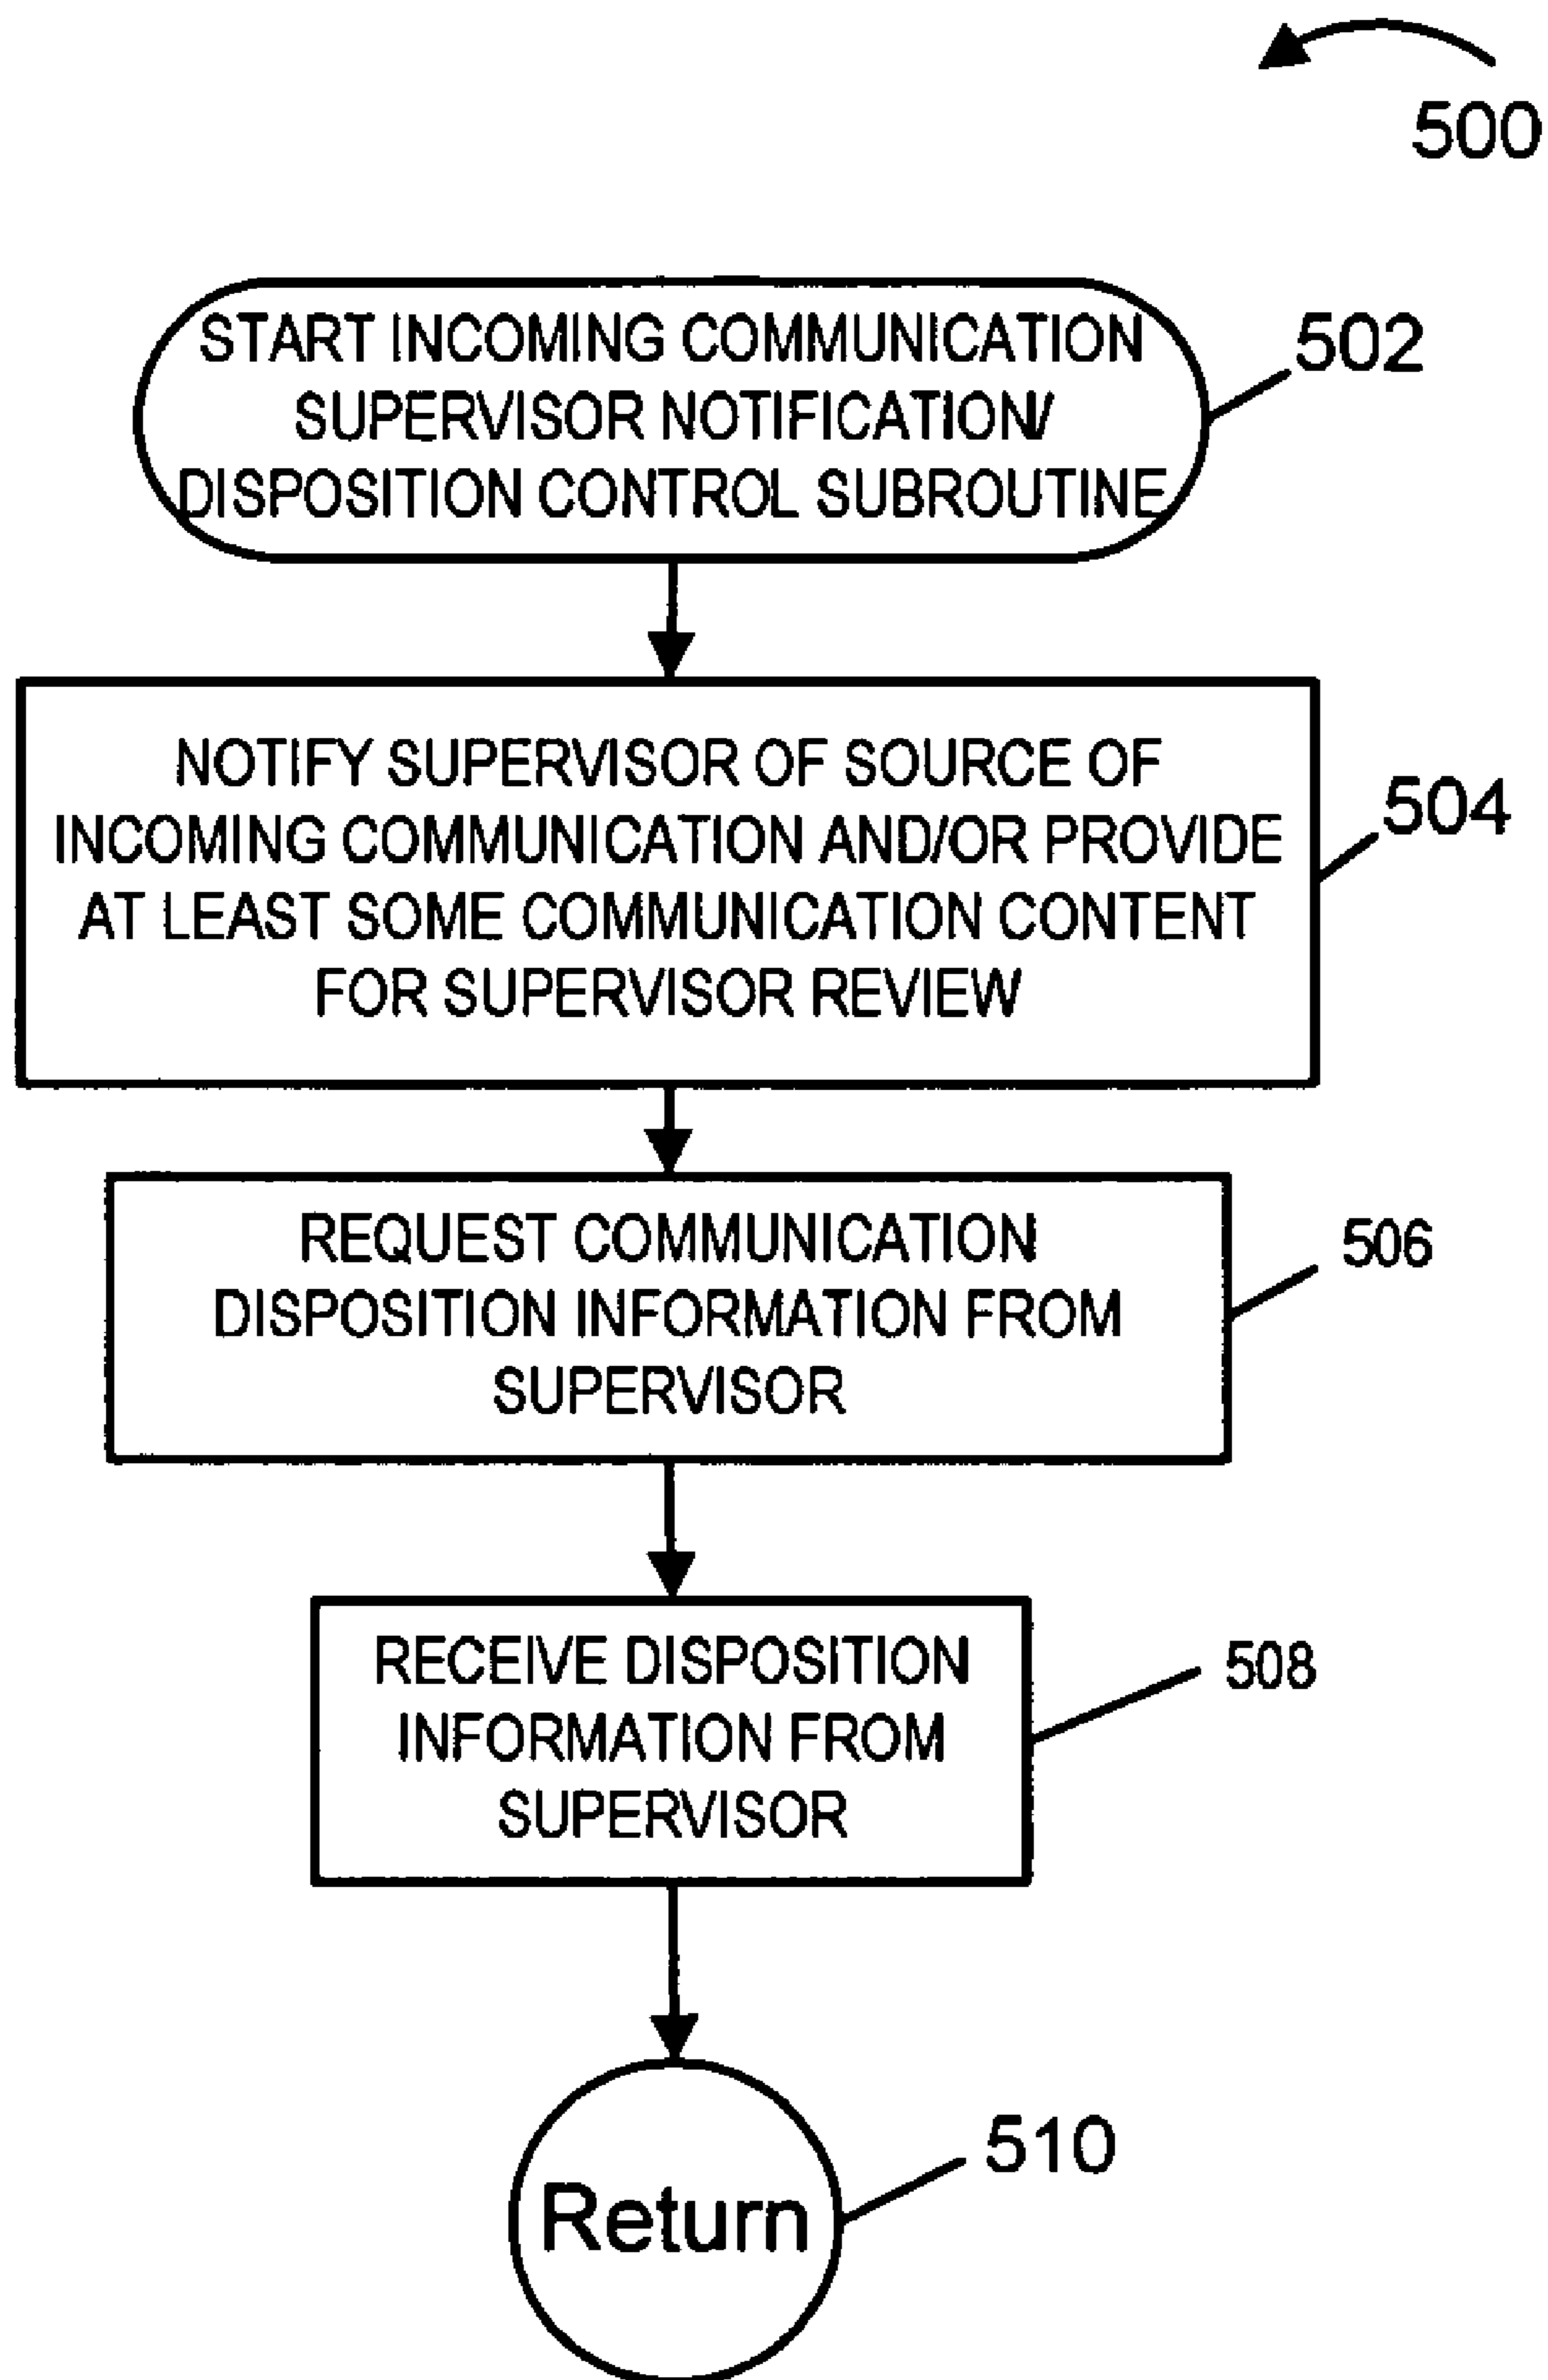 500
START INCOMING COMMUNICATION
SUPERVISOR NOTIFICATION/
DISPOSITION CONTROL SUBROUTINE
502
NOTIFY SUPERVISOR OF SOURCE OF
INCOMING COMMUNICATION AND/OR PROVIDE
AT LEAST SOME COMMUNICATION CONTENT
FOR SUPERVISOR REVIEW
504
REQUEST COMMUNICATION
DISPOSITION INFORMATION FROM
SUPERVISOR
506
RECEIVE DISPOSITION
INFORMATION FROM
SUPERVISOR
508
Return
510